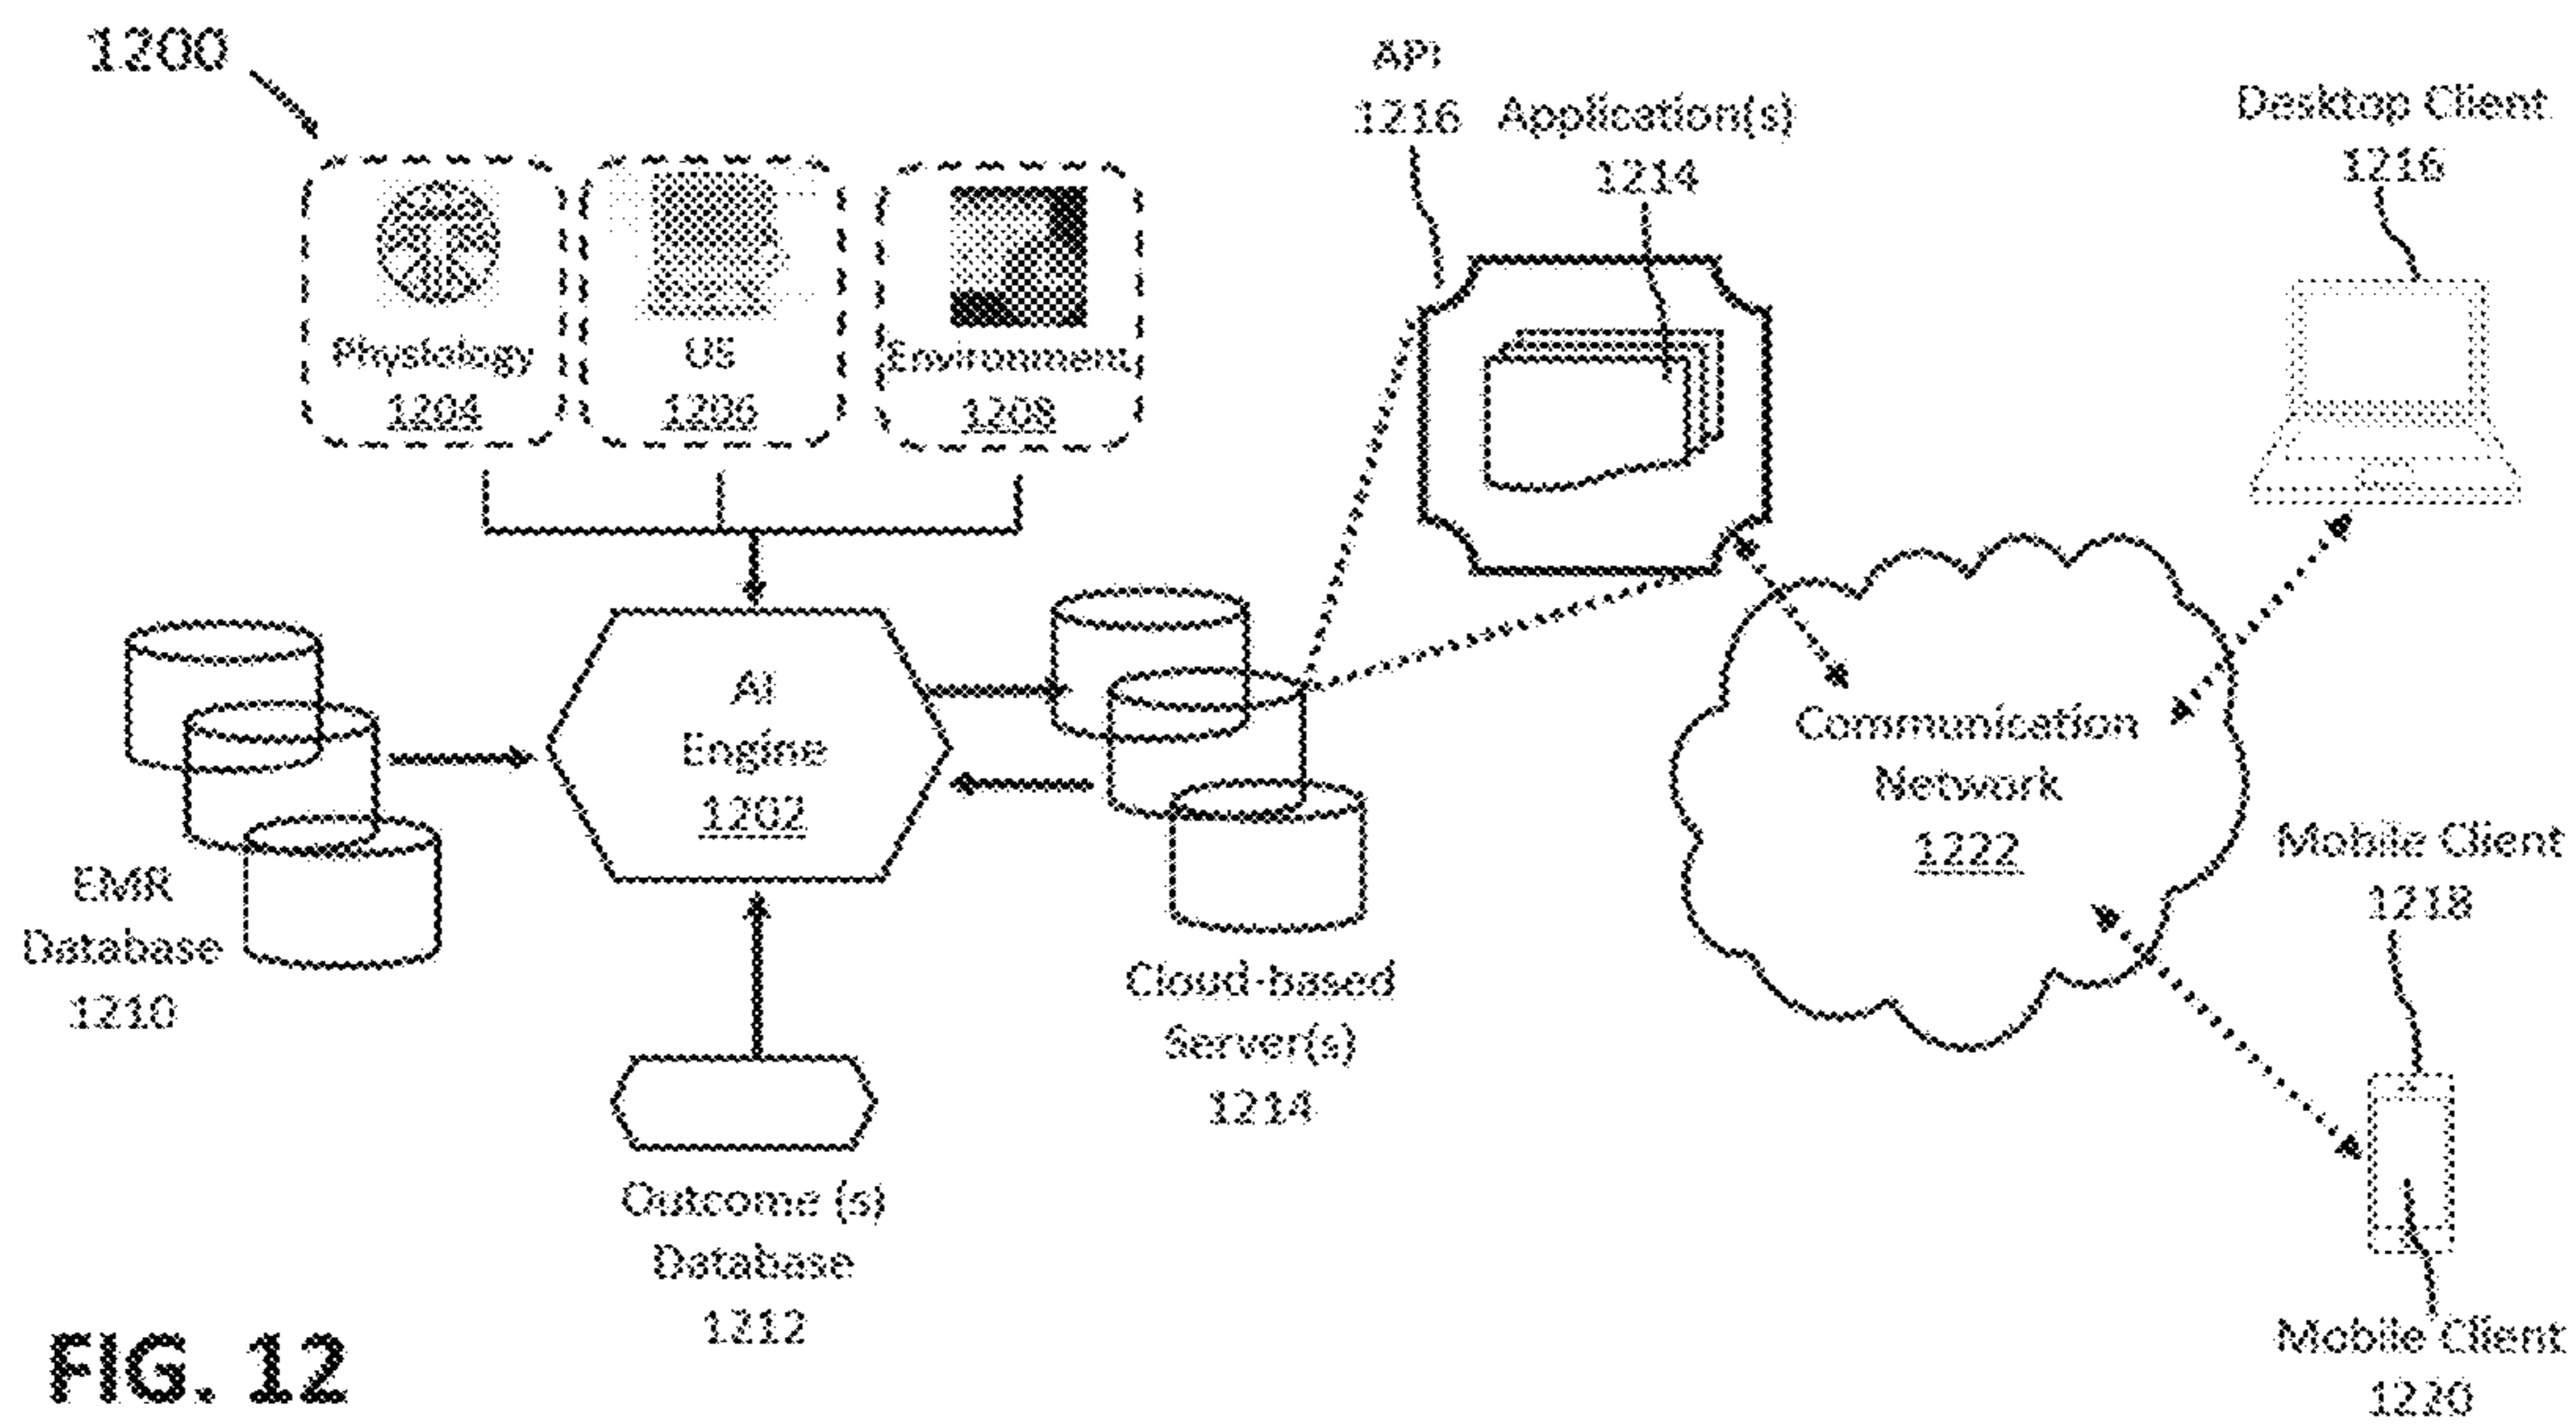 1200
API
1216
Application(s)
1214
Desktop Client
1216
Physiology
1204
US
1206
Environment
1208
AI
Engine
1202
EMR
Database
1210
Cloud-based
Server(s)
1214
Communication
Network
1222
Mobile Client
1218
Outcome (s)
Database
1212
Mobile Client
1220
FIG. 12